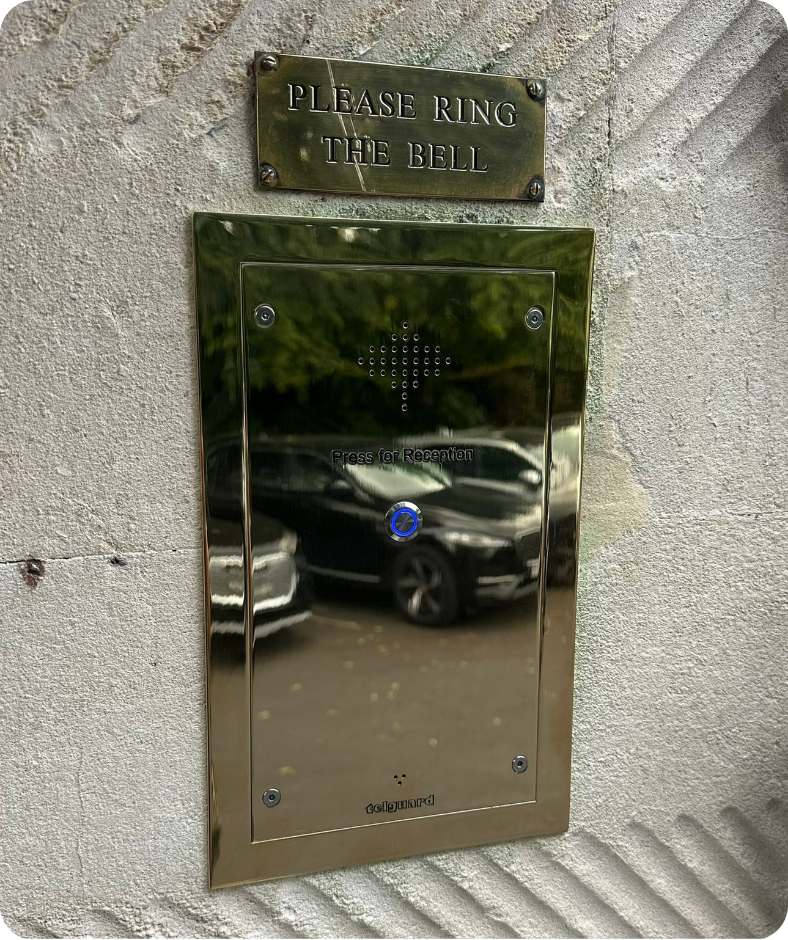 PLEASE RING
THE BELL
Press for Reception
telguard